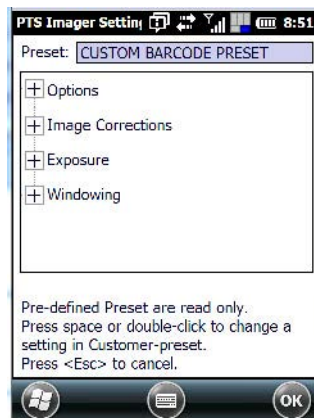 PTS Imager Settin 8:51
Preset: CUSTOM BARCODE PRESET
Options
Image Corrections
Exposure
Windowing
Pre-defined Preset are read only.
Press space or double-click to change a
setting in Customer-preset.
Press <Esc> to cancel.
OK